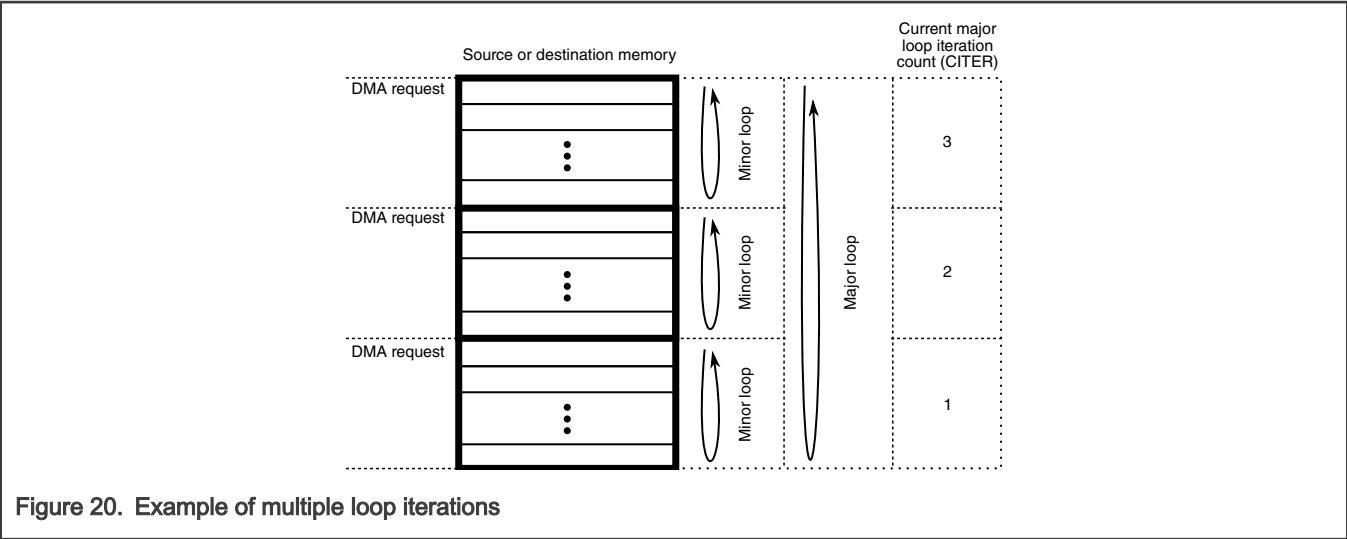 Current major
loop iteration
count (CITER)
Source or destination memory
DMA request
Minor loop
3
DMA request
Minor loop
Major loop
2
DMA request
Minor loop
1
Figure 20. Example of multiple loop iterations